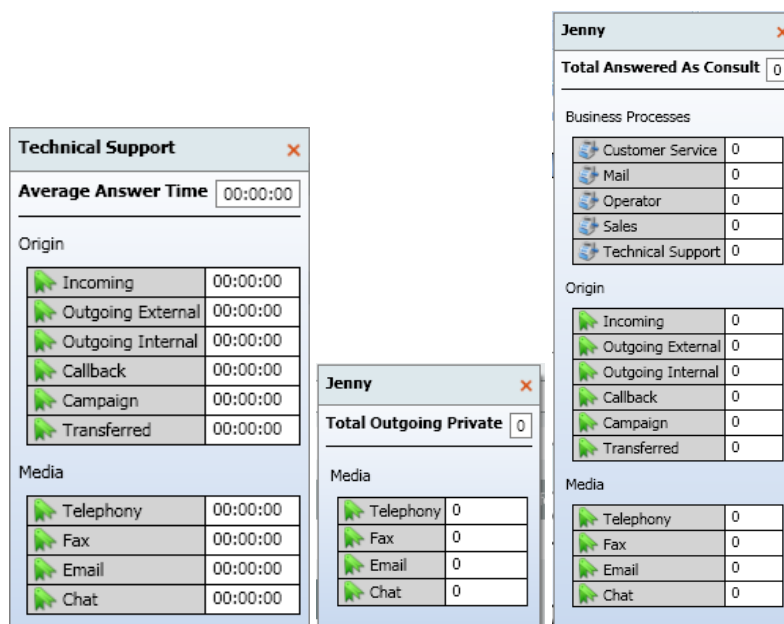 Technical Support
Average Answer Time 00:00:00
Origin
Incoming 00:00:00
Outgoing External 00:00:00
Outgoing Internal 00:00:00
Callback 00:00:00
Campaign 00:00:00
Transferred 00:00:00
Media
Telephony 00:00:00
Fax 00:00:00
Email 00:00:00
Chat 00:00:00
Jenny
Total Outgoing Private 0
Media
Telephony 0
Fax 0
Email 0
Chat 0
Jenny
Total Answered As Consult 0
Business Processes
Customer Service 0
Mail 0
Operator 0
Sales 0
Technical Support 0
Origin
Incoming 0
Outgoing External 0
Outgoing Internal 0
Callback 0
Campaign 0
Transferred 0
Media
Telephony 0
Fax 0
Email 0
Chat 0